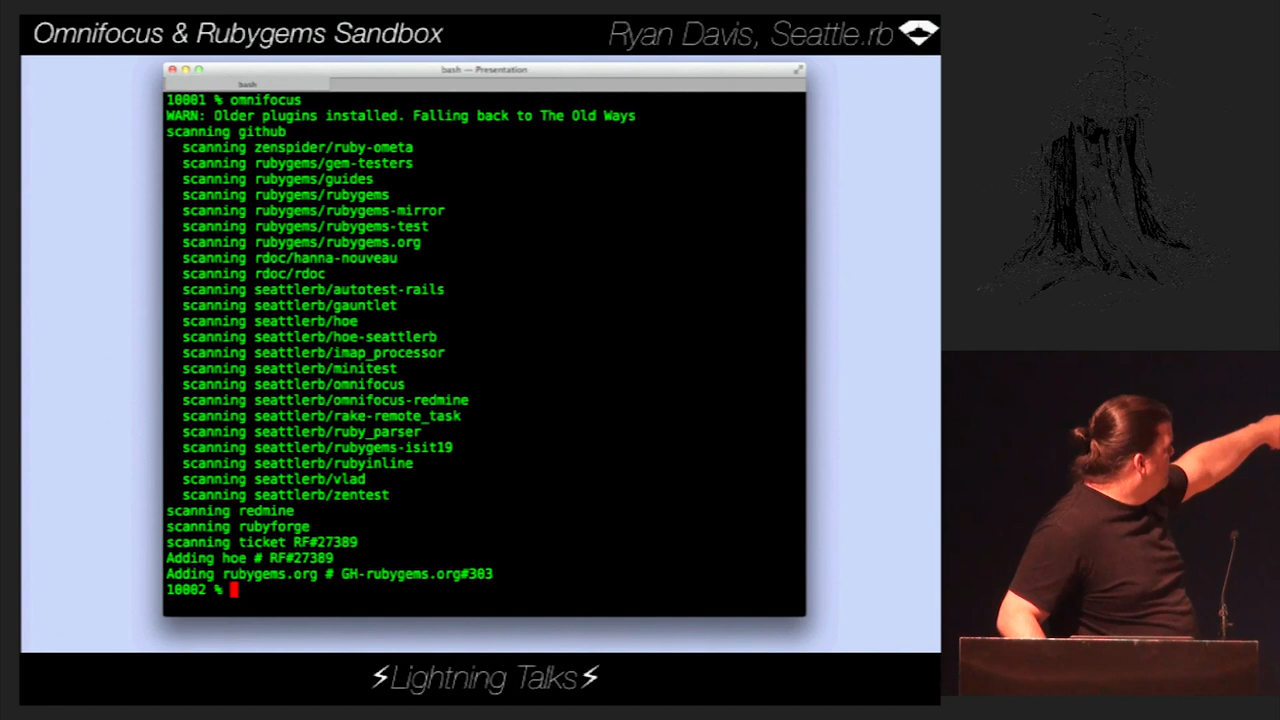 Omnifocus & Rubygems Sandbox
Ryan Davis, Seattle.rb
bash — Presentation
bash
10001 % omnifocus
WARN: Older plugins installed. Falling back to The Old Ways
scanning github
scanning zenspider/ruby-ometa
scanning rubygems/gem-testers
scanning rubygems/guides
scanning rubygems/rubygems
scanning rubygems/rubygems-mirror
scanning rubygems/rubygems-test
scanning rubygems/rubygems.org
scanning rdoc/hanna-nouveau
scanning rdoc/rdoc
scanning seattlerb/autotest-rails
scanning seattlerb/gauntlet
scanning seattlerb/hoe
scanning seattlerb/hoe-seattlerb
scanning seattlerb/imap_processor
scanning seattlerb/minitest
scanning seattlerb/omnifocus
scanning seattlerb/omnifocus-redmine
scanning seattlerb/rake-remote_task
scanning seattlerb/ruby_parser
scanning seattlerb/rubygems-isit19
scanning seattlerb/rubyinline
scanning seattlerb/vlad
scanning seattlerb/zentest
scanning redmine
scanning rubyforge
scanning ticket RF#27389
Adding hoe # RF#27389
Adding rubygems.org # GH-rubygems.org#303
10002 %
⚡Lightning Talks⚡